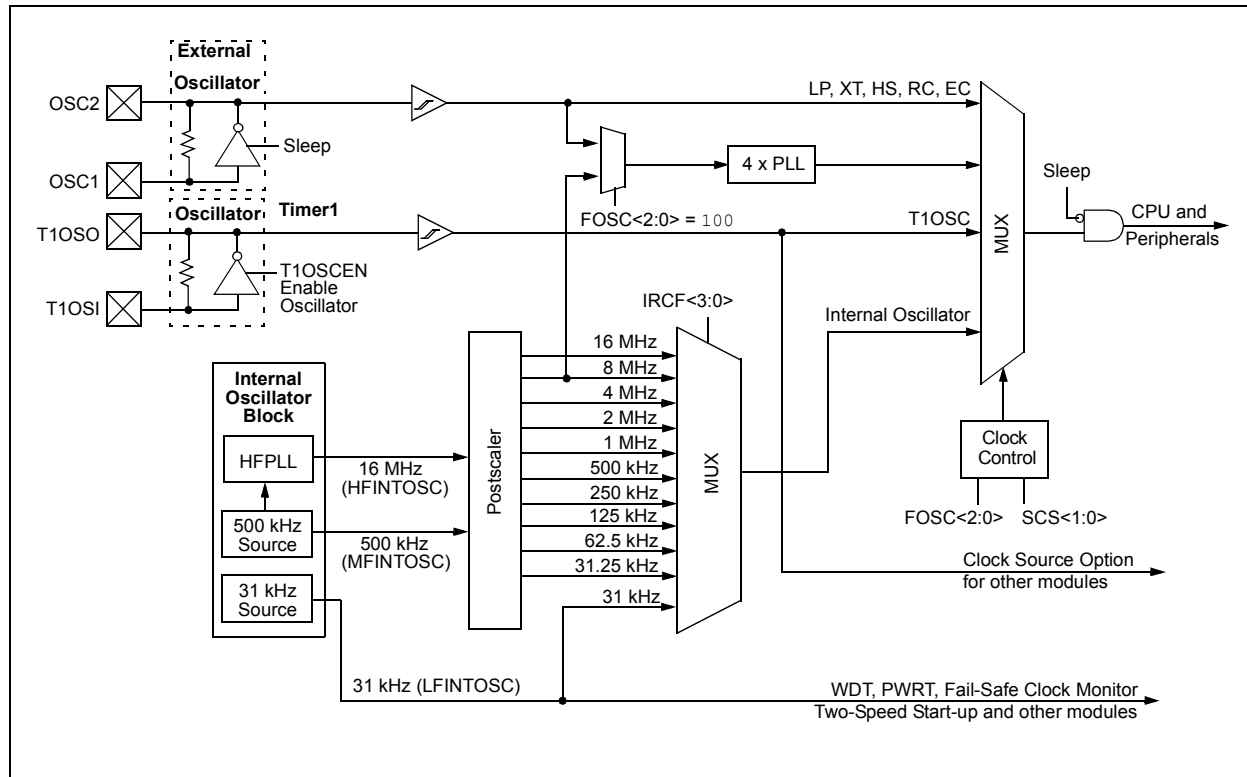 External
Oscillator
OSC2
Sleep
OSC1
LP, XT, HS, RC, EC
4 x PLL
FOSC<2:0> = 100
Sleep
CPU and
Peripherals
MUX
Oscillator Timer1
T1OSO
T1OSC
T1OSCEN
Enable
Oscillator
T1OSI
IRCF<3:0>
Internal Oscillator
Internal
Oscillator
Block
HFPLL
500 kHz
Source
31 kHz
Source
16 MHz
(HFINTOSC)
500 kHz
(MFINTOSC)
Postscaler
16 MHz
8 MHz
4 MHz
2 MHz
1 MHz
500 kHz
250 kHz
125 kHz
62.5 kHz
31.25 kHz
31 kHz
MUX
Clock
Control
FOSC<2:0> SCS<1:0>
Clock Source Option
for other modules
31 kHz (LFINTOSC)
WDT, PWRT, Fail-Safe Clock Monitor
Two-Speed Start-up and other modules